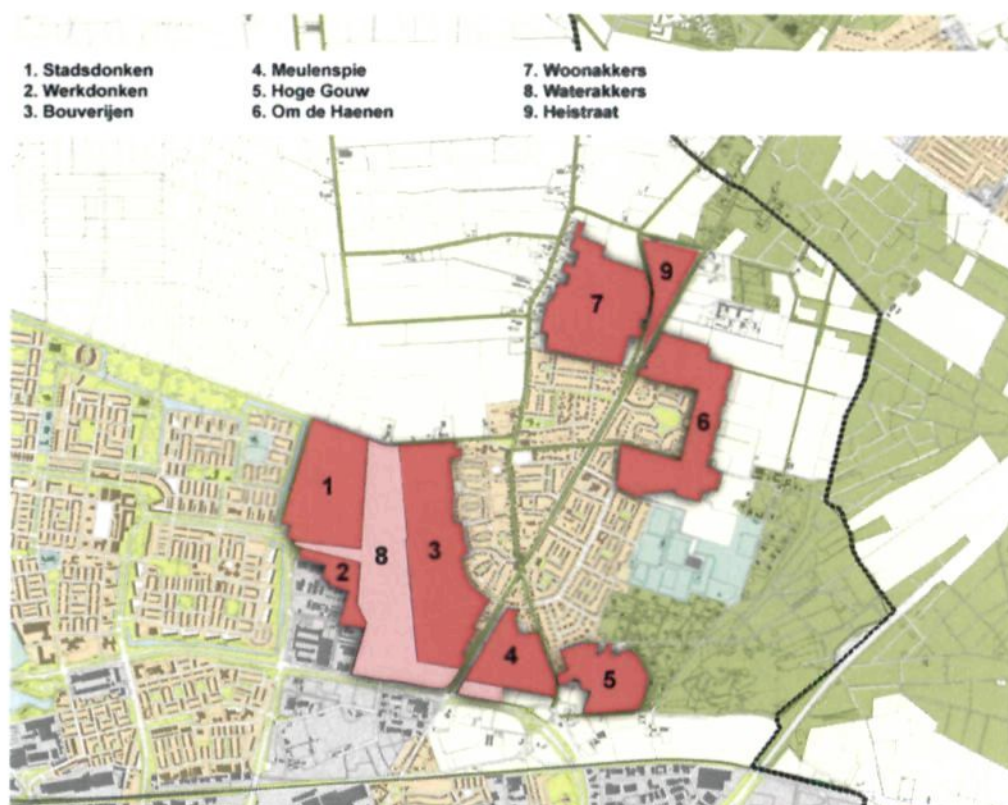 1. Stadsdonken
2. Werkdonken
3. Bouverijen
4. Meulenspie
5. Hoge Gouw
6. Om de Haenen
7. Woonakkers
8. Waterakkers
9. Heistraat
9
7
6
1
8
3
2
4
5